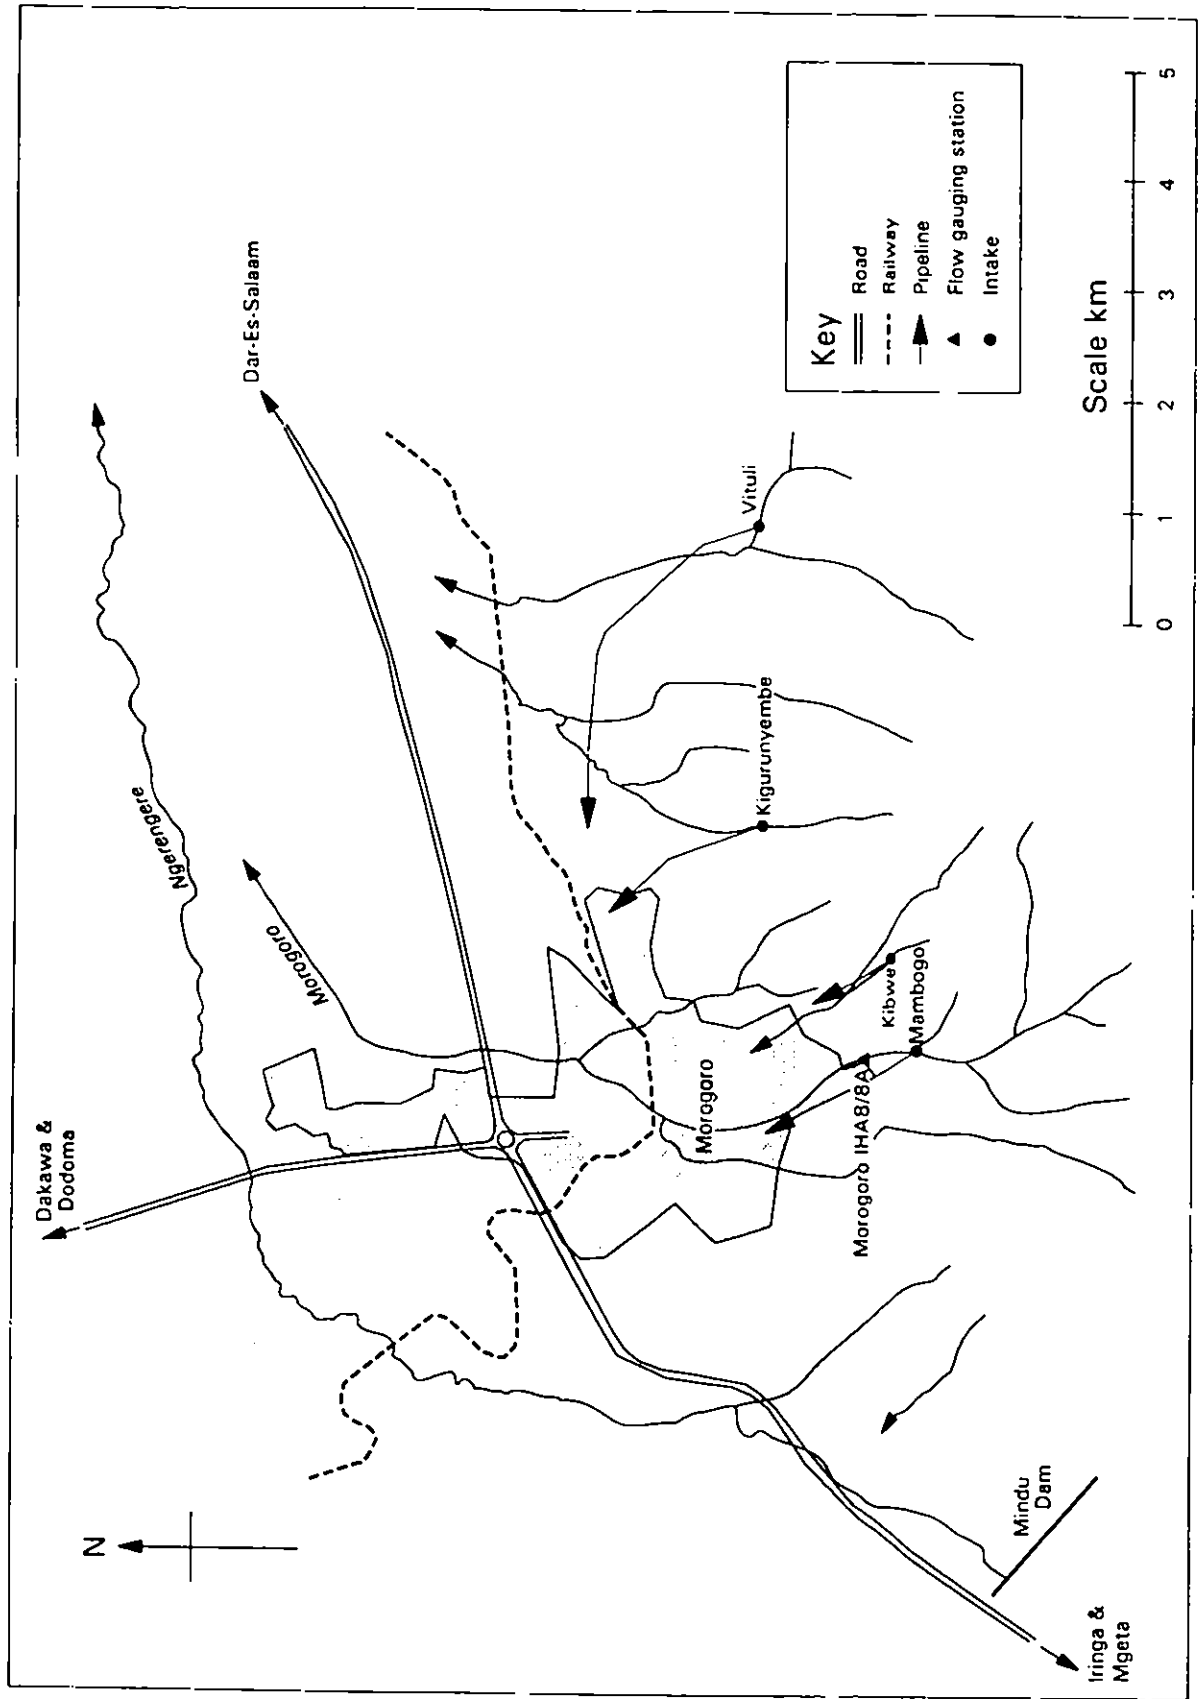 N
Dakawa &
Dodoma
Dar-Es-Salaam
Ngerengere
Morogoro
Morogoro
Morogoro IHA8/8A
Kibwe
Mambogo
Kigurunyembe
Vituli
Mindu
Dam
Iringa &
Mgeta
Key
Road
Railway
Pipeline
Flow gauging station
Intake
Scale km
0 1 2 3 4 5